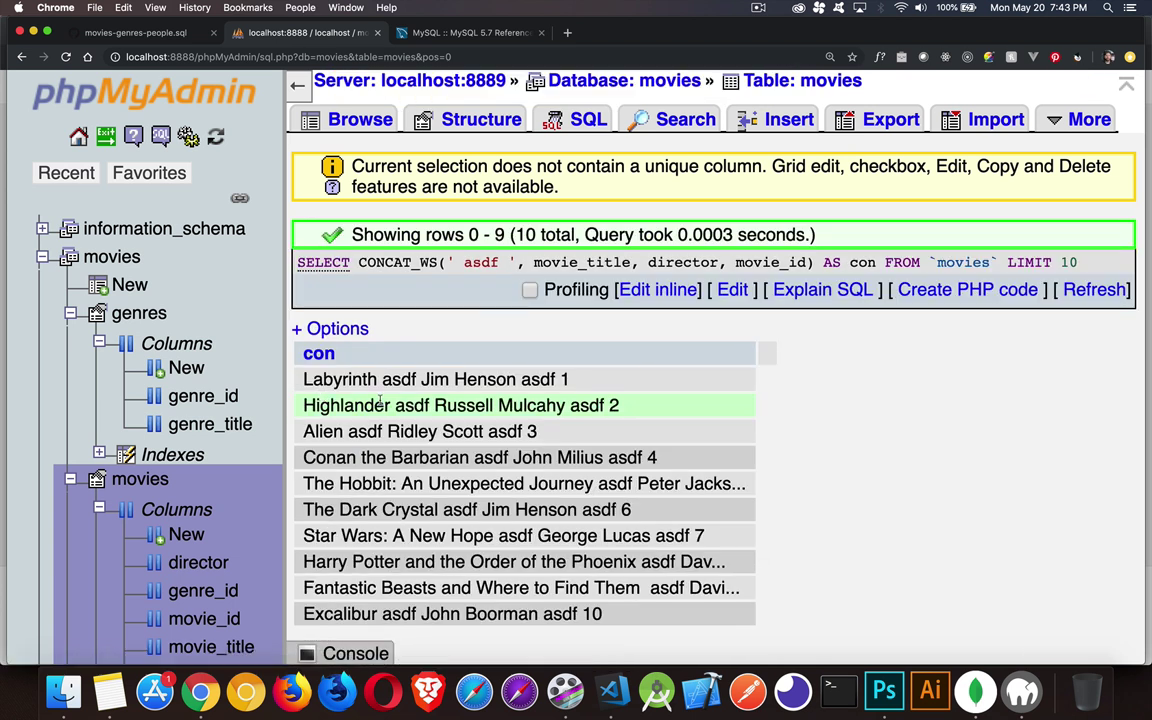 Chrome File Edit View History Bookmarks People Window Help 100% Mon May 20 7:43 PM
movies-genres-people.sql localhost:8888 / localhost / mo MySQL :: MySQL 5.7 Referenc
localhost:8888/phpMyAdmin/sql.php?db=movies&table=movies&pos=0
phpMyAdmin
Recent Favorites
information_schema
movies
New
genres
Columns
New
genre_id
genre_title
Indexes
movies
Columns
New
director
genre_id
movie_id
movie_title
Server: localhost:8889 » Database: movies » Table: movies
Browse Structure SQL Search Insert Export Import More
Current selection does not contain a unique column. Grid edit, checkbox, Edit, Copy and Delete
features are not available.
Showing rows 0 - 9 (10 total, Query took 0.0003 seconds.)
SELECT CONCAT_WS(' asdf ', movie_title, director, movie_id) AS con FROM `movies` LIMIT 10
Profiling [Edit inline] [ Edit ] [ Explain SQL ] [ Create PHP code ] [ Refresh]
+ Options
con
Labyrinth asdf Jim Henson asdf 1
Highlander asdf Russell Mulcahy asdf 2
Alien asdf Ridley Scott asdf 3
Conan the Barbarian asdf John Milius asdf 4
The Hobbit: An Unexpected Journey asdf Peter Jacks...
The Dark Crystal asdf Jim Henson asdf 6
Star Wars: A New Hope asdf George Lucas asdf 7
Harry Potter and the Order of the Phoenix asdf Dav...
Fantastic Beasts and Where to Find Them asdf Davi...
Excalibur asdf John Boorman asdf 10
Console
1
Ps
Ai